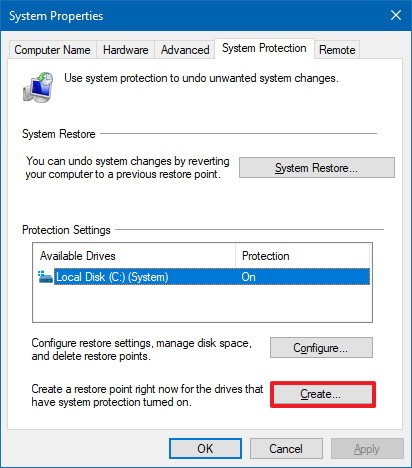 System Properties
Computer Name Hardware Advanced System Protection Remote
Use system protection to undo unwanted system changes.
System Restore
You can undo system changes by reverting
your computer to a previous restore point.
System Restore...
Protection Settings
Available Drives Protection
Local Disk (C:) (System) On
Configure restore settings, manage disk space,
and delete restore points.
Configure...
Create a restore point right now for the drives that
have system protection turned on.
Create...
OK Cancel Apply